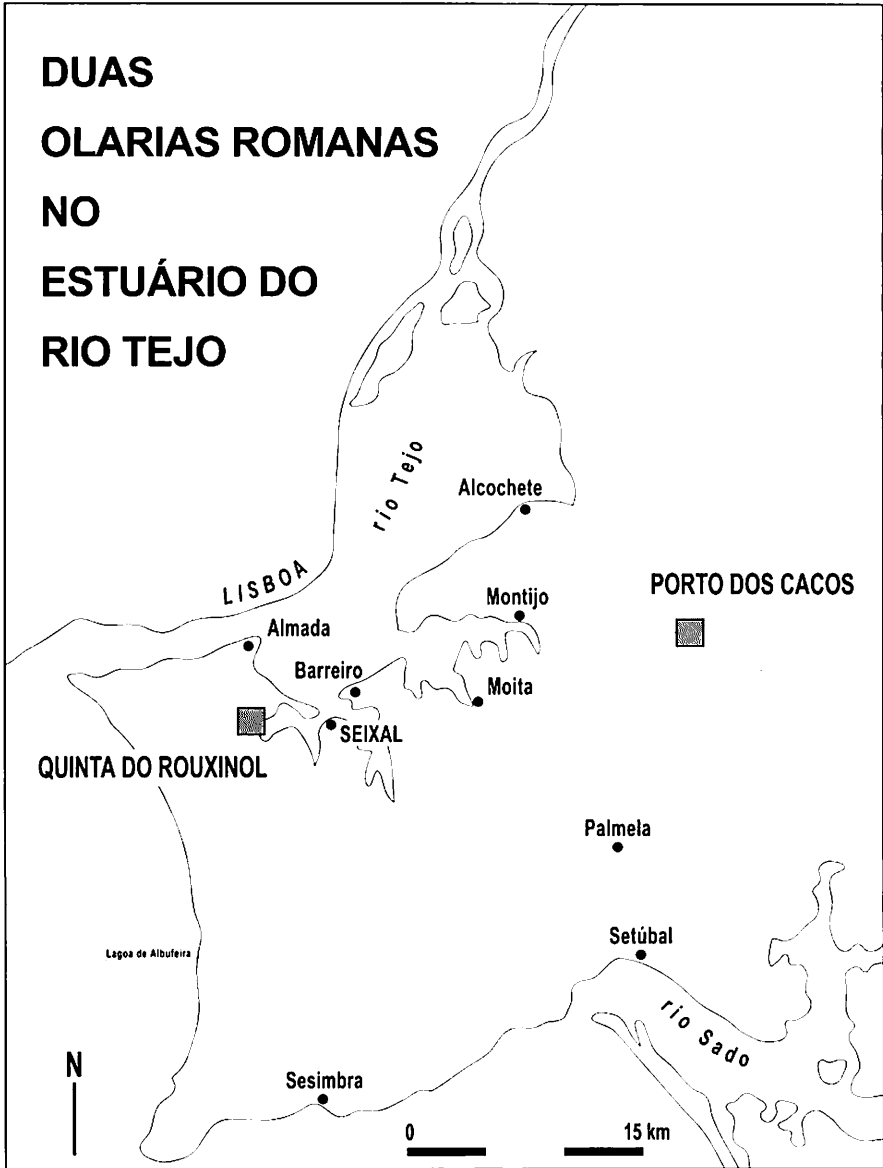 DUAS
OLARIAS ROMANAS
NO
ESTUÁRIO DO
RIO TEJO
rio Tejo
Alcochete
LISBOA
PORTO DOS CACOS
Montijo
Almada
Barreiro
Moita
SEIXAL
QUINTA DO ROUXINOL
Palmela
Lagoa de Albufeira
Setúbal
rio Sado
N
Sesimbra
0 15 km